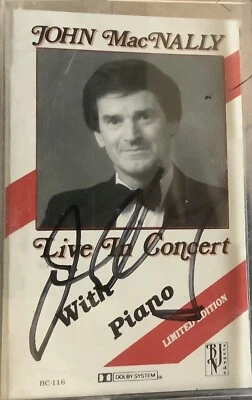 JOHN MacNALLY
Live In Concert
With
Piano
LIMITED EDITION
BC-116
DOLBY SYSTEM